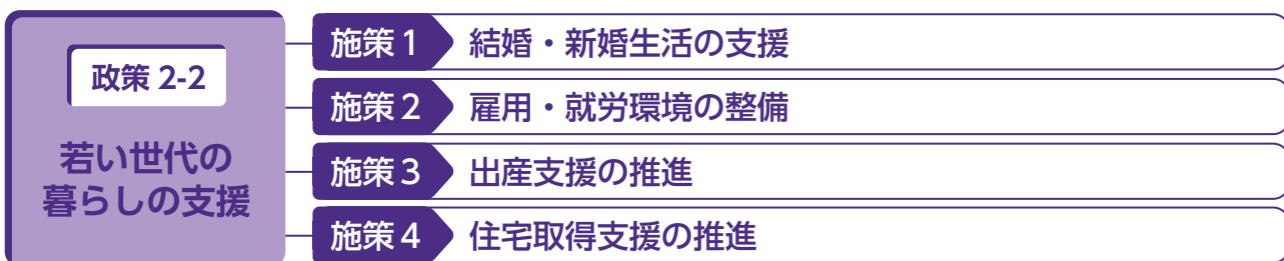 政策 2-2
若い世代の
暮らしの支援
施策 1 結婚・新婚生活の支援
施策 2 雇用・就労環境の整備
施策 3 出産支援の推進
施策 4 住宅取得支援の推進